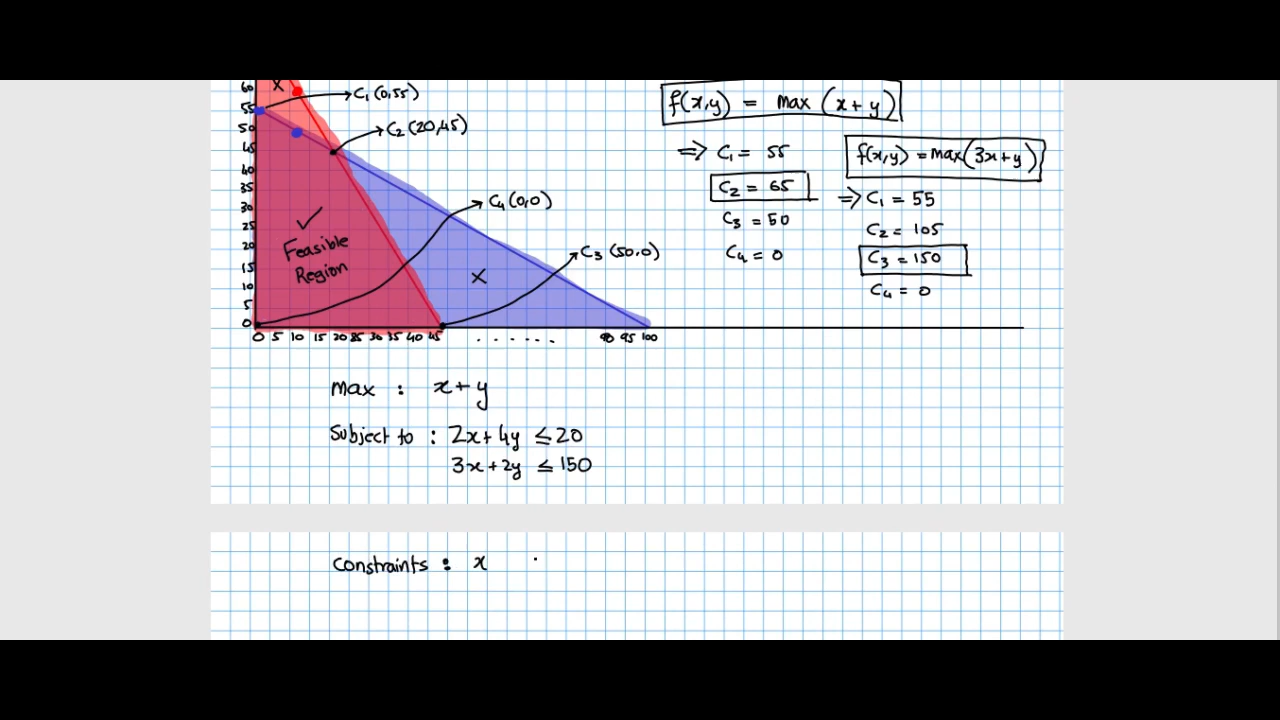 60
55
50
45
40
35
30
25
20
15
10
5
0
0 5 10 15 20 25 30 35 40 45 ...... 90 95 100
x
C₁ (0,55)
C₂ (20,45)
C₄ (0,0)
C₃ (50,0)
✓
Feasible
Region
X
f(x,y) = max (x+y)
⇒ C₁ = 55
C₂ = 65
C₃ = 50
C₄ = 0
f(x,y) = max(3x+y)
⇒ C₁ = 55
C₂ = 105
C₃ = 150
C₄ = 0
max : x+y
Subject to : 2x+4y ≤ 20
3x+2y ≤ 150
Constraints : x